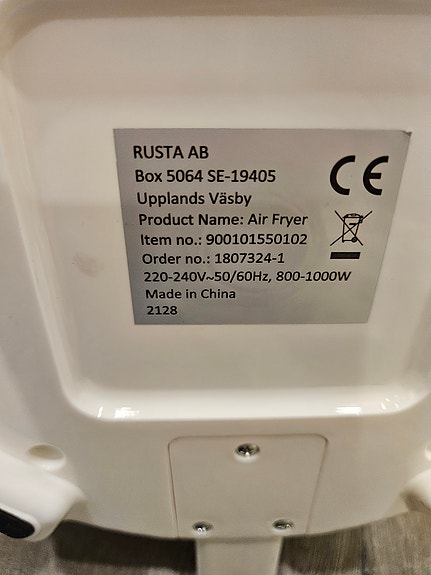 RUSTA AB
Box 5064 SE-19405
Upplands Väsby
Product Name: Air Fryer
Item no.: 900101550102
Order no.: 1807324-1
220-240V~50/60Hz, 800-1000W
Made in China
2128
CE